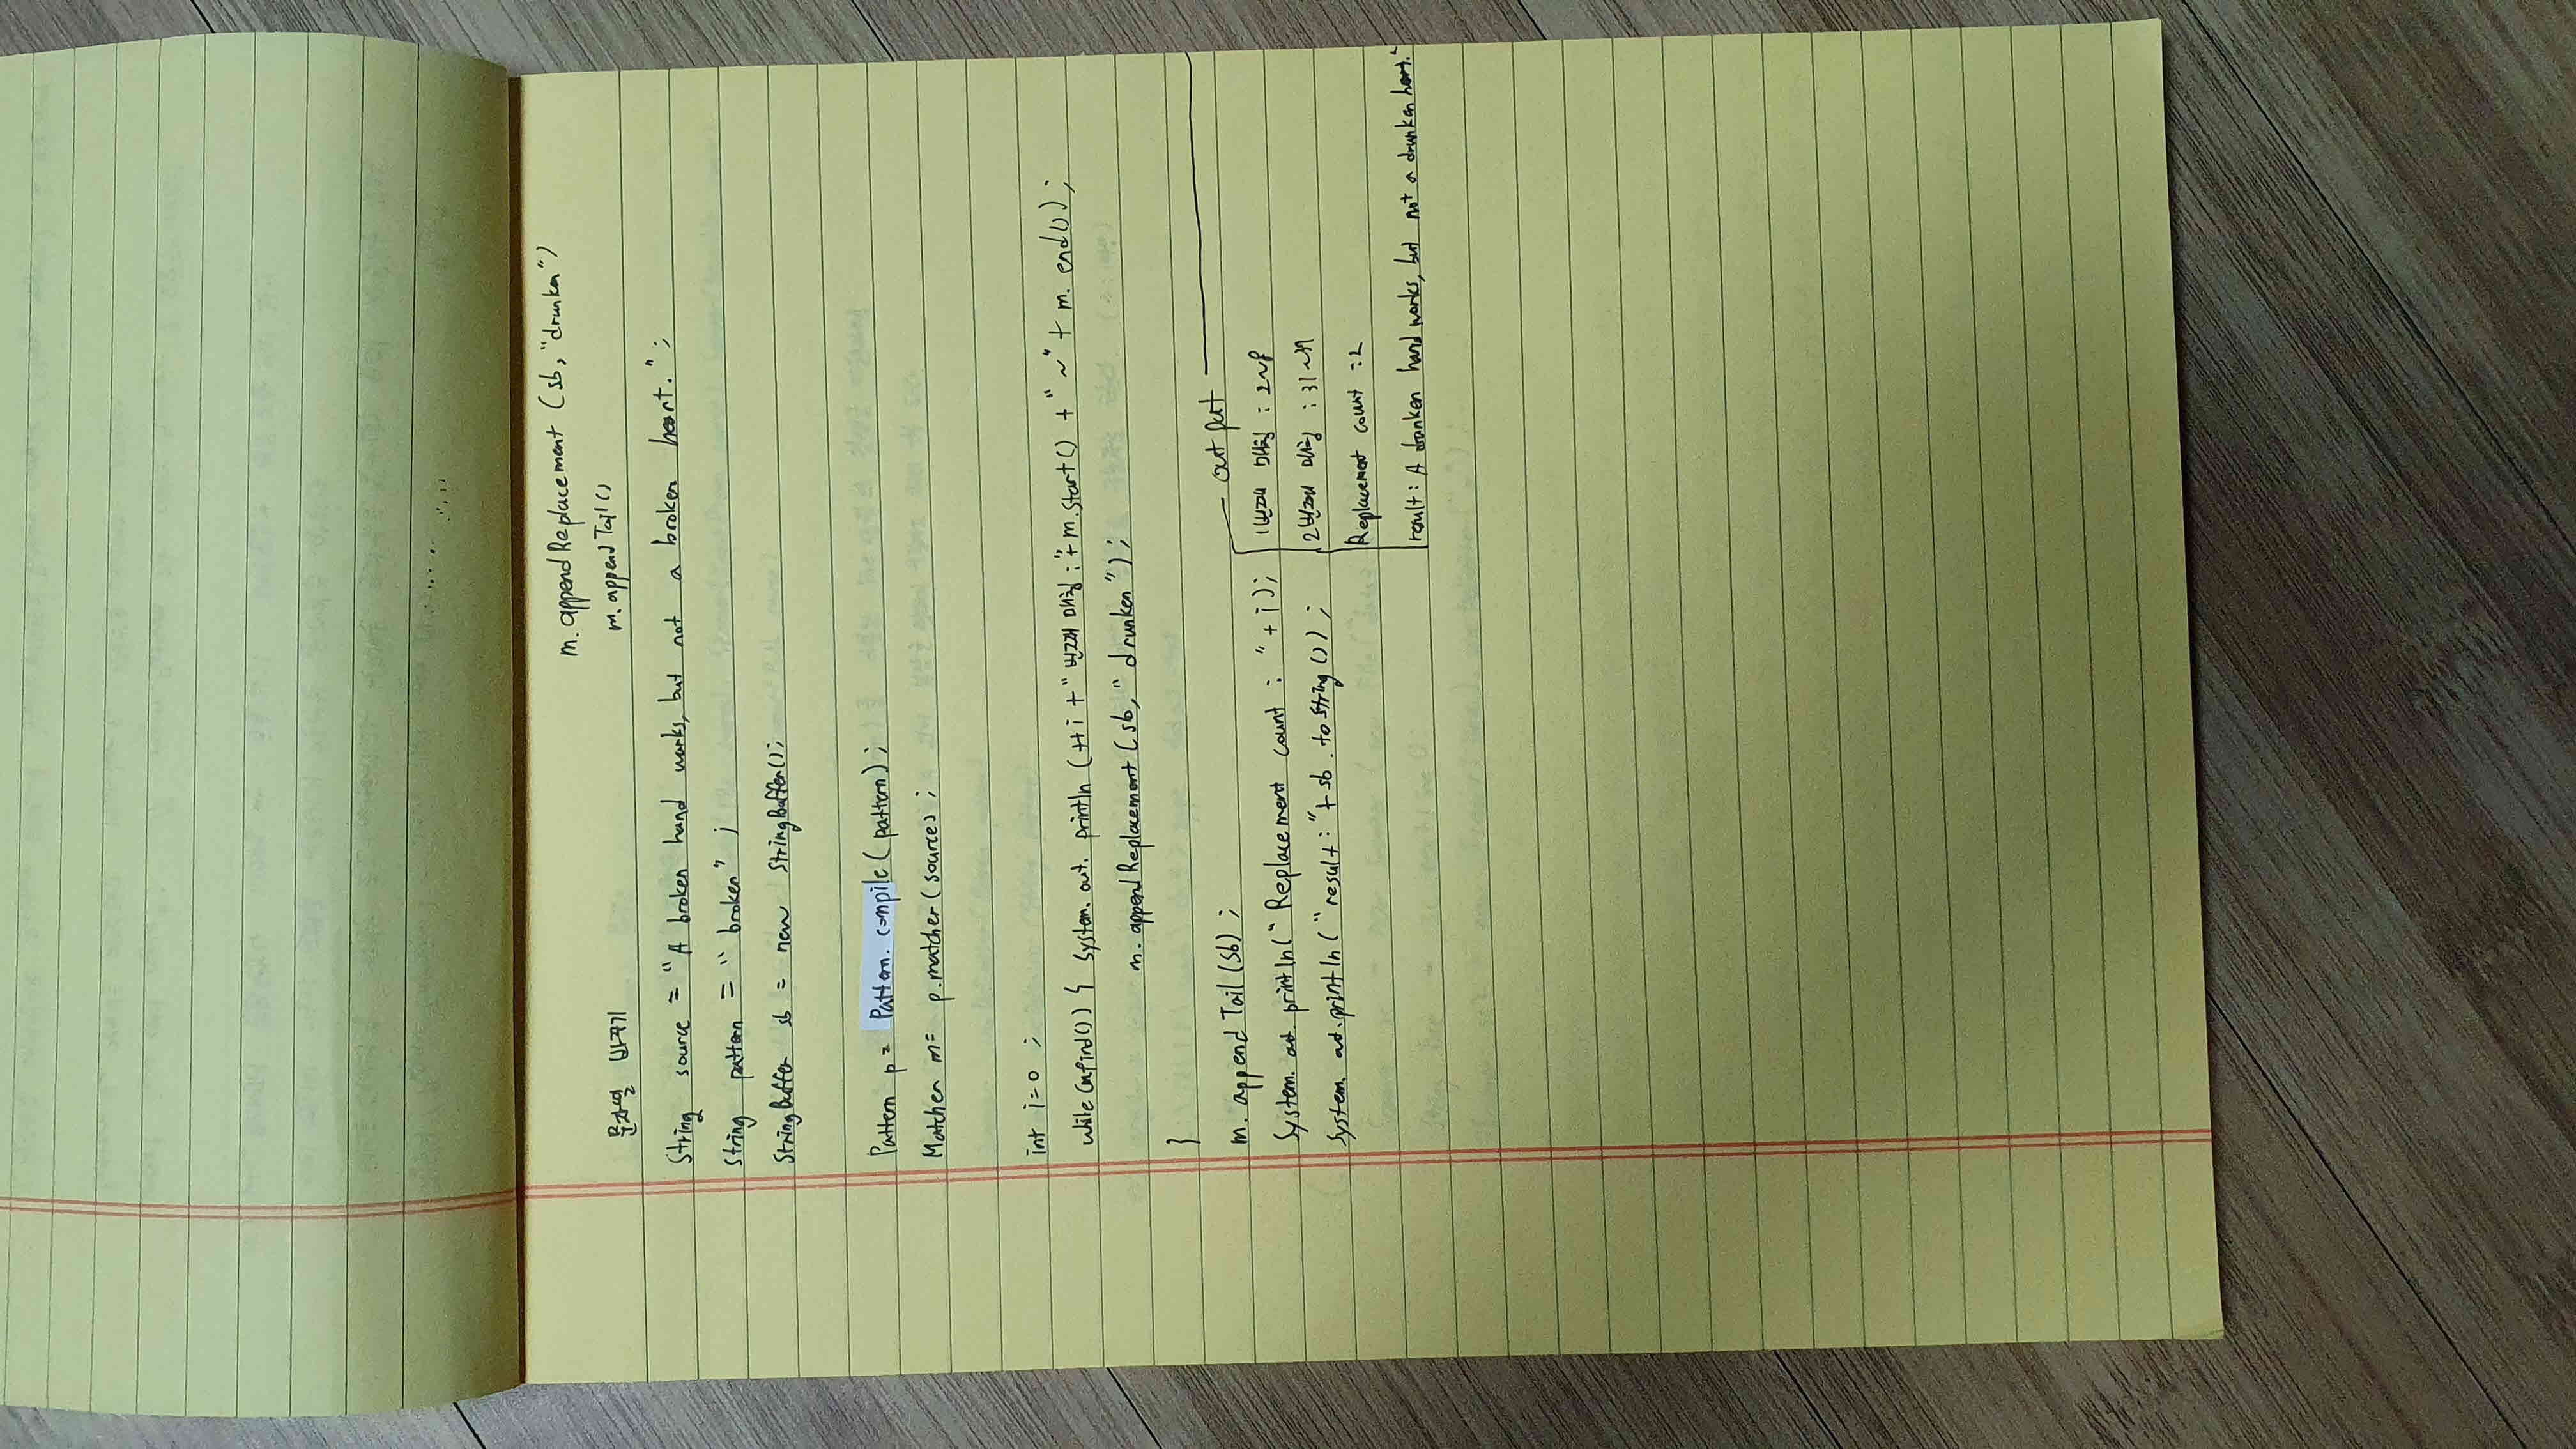 m. appendReplacement (sb, "drunken")
m. appendTail()
문자열 바꾸기
String source = "A broken hand works, but not a broken heart." ;
String pattern = "broken" ;
StringBuffer sb = new StringBuffer();
Pattern p = Pattern. compile ( pattern ) ;
Matcher m = p.matcher ( source ) ;
int i=0 ;
while (m.find()) { System. out. println (++i + "번째 매칭 : "+ m.start() + "~" + m. end() ) ;
m. appendReplacement ( sb, "drunken" ) ;
}
m. appendTail (sb) ;
System. out. println ( "Replacement count : " + i ) ;
System. out. println ( "result : "+ sb . toString () ) ;
output
1번째 매칭 : 2~8
2번째 매칭 : 31~37
Replacement count : 2
result : A drunken hand works, but not a drunken heart."